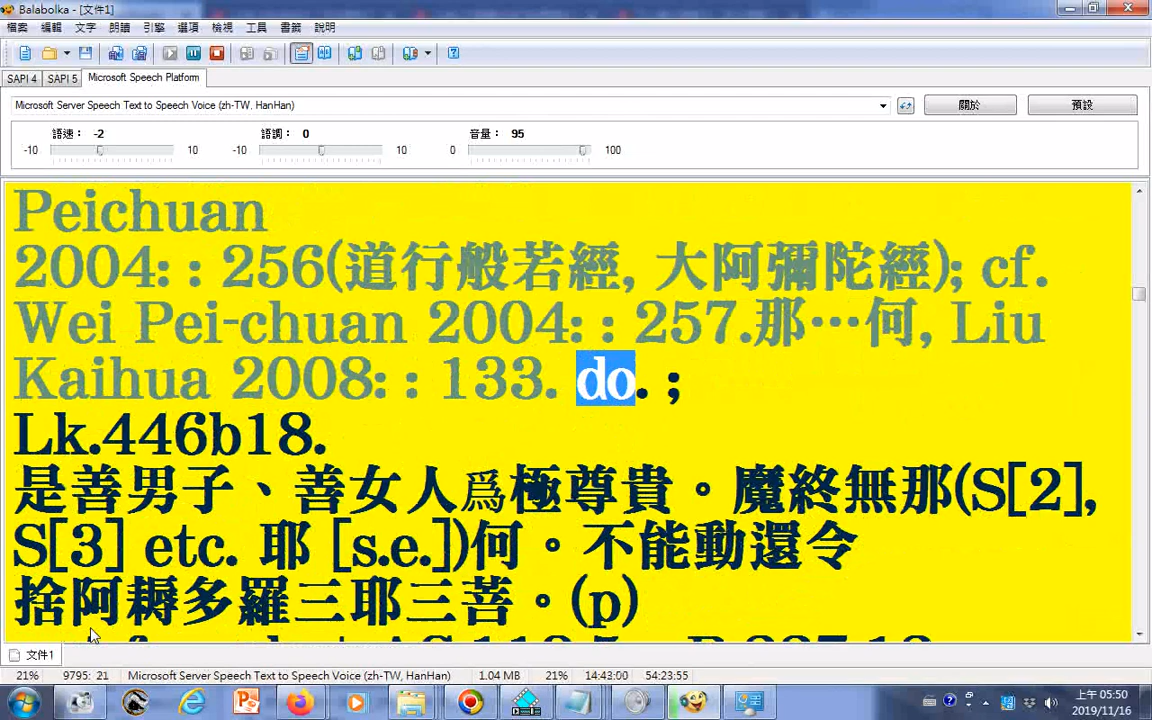 Balabolka - [文件1]
檔案 編輯 文字 朗讀 引擎 選項 檢視 工具 書籤 說明
SAPI 4 SAPI 5 Microsoft Speech Platform
Microsoft Server Speech Text to Speech Voice (zh-TW, HanHan) 關於 預設
語速： -2 語調： 0 音量： 95
-10 10 -10 10 0 100
Peichuan
2004: : 256(道行般若經, 大阿彌陀經); cf.
Wei Pei-chuan 2004: : 257.那…何, Liu
Kaihua 2008: : 133. do. ;
Lk.446b18.
是善男子、善女人爲極尊貴。魔終無那(S[2],
S[3] etc. 耶 [s.e.])何。不能動還令
捨阿耨多羅三耶三菩。(p)
文件1
21% 9795: 21 Microsoft Server Speech Text to Speech Voice (zh-TW, HanHan) 1.04 MB 21% 14:43:00 54:23:55
上午 05:50
2019/11/16